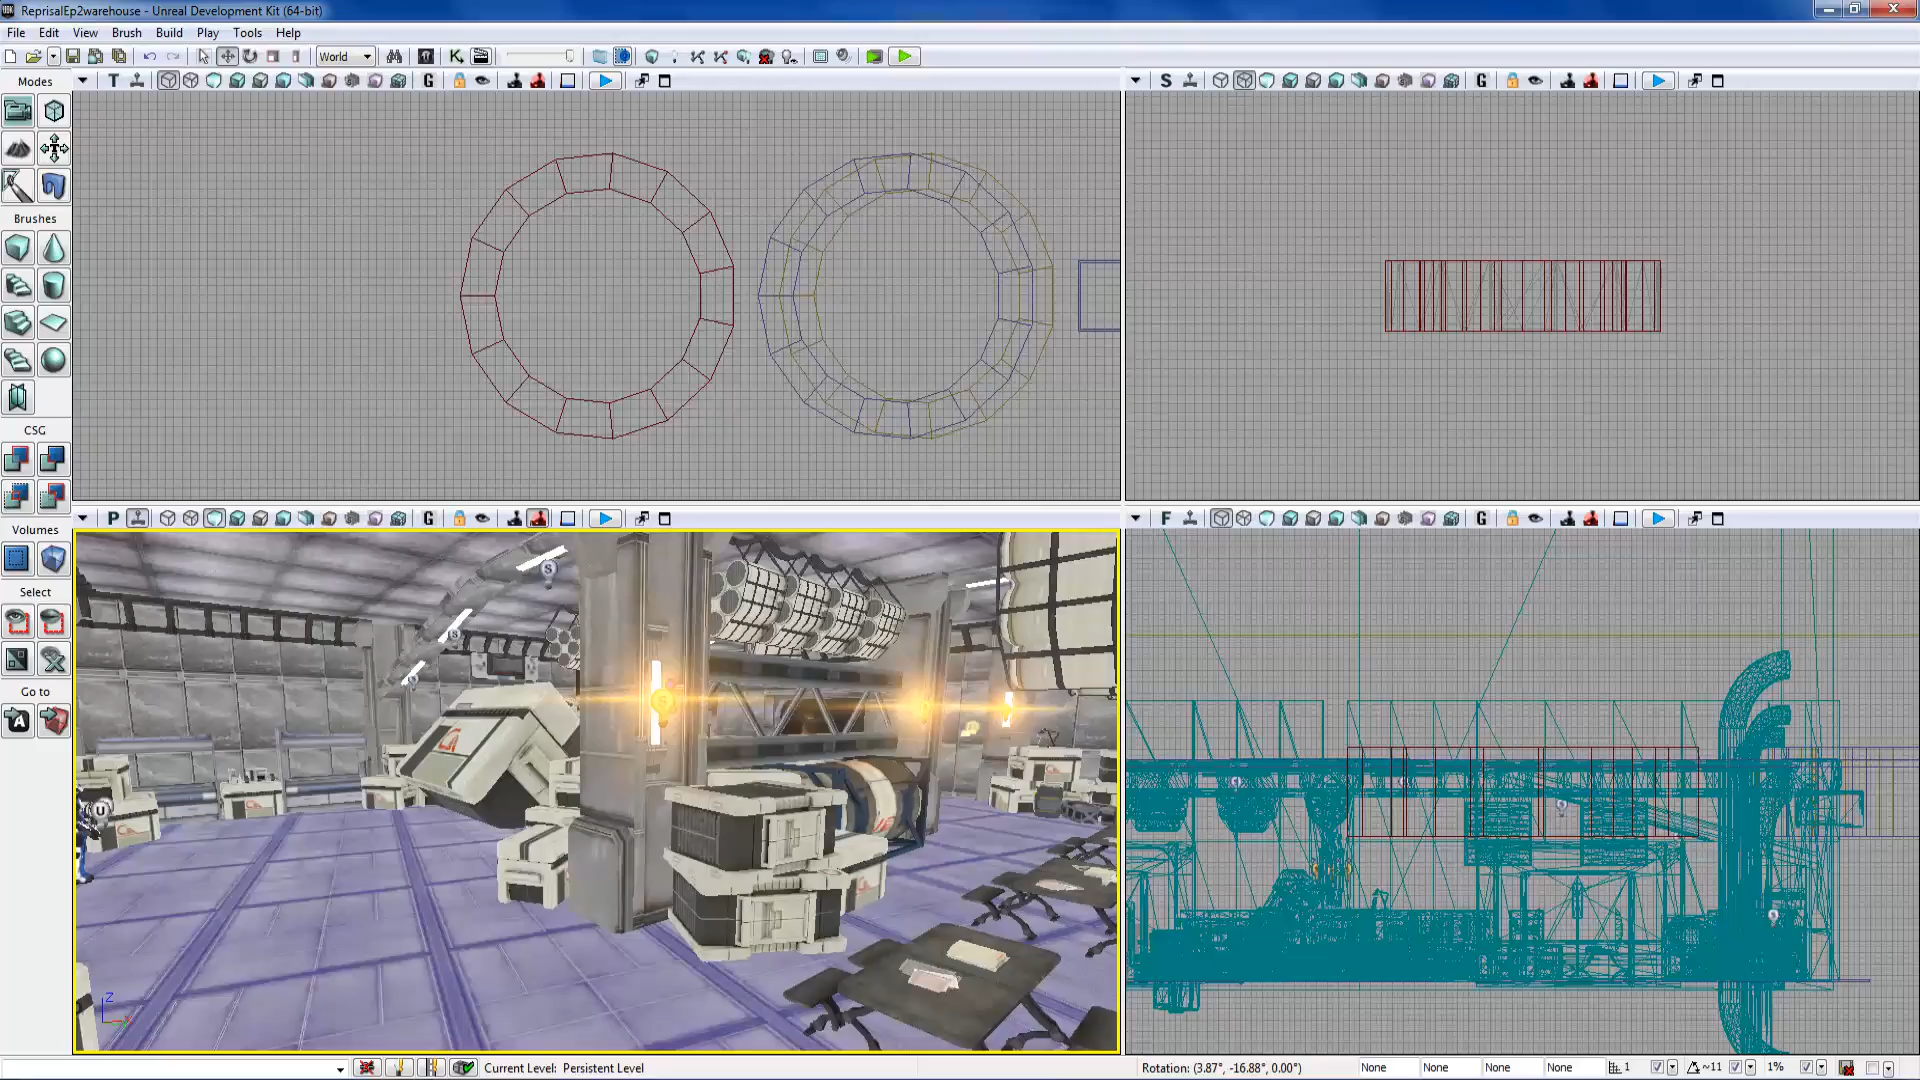 ReprisalEp2warehouse - Unreal Development Kit (64-bit)
File Edit View Brush Build Play Tools Help
World
K
Modes
T
G
S
G
Brushes
CSG
P
G
F
G
Volumes
Select
Go to
A
S
S
S
U
Z
X
Current Level: Persistent Level
Rotation: (3.87°, -16.88°, 0.00°)
None
None
None
None
1
~11
1%